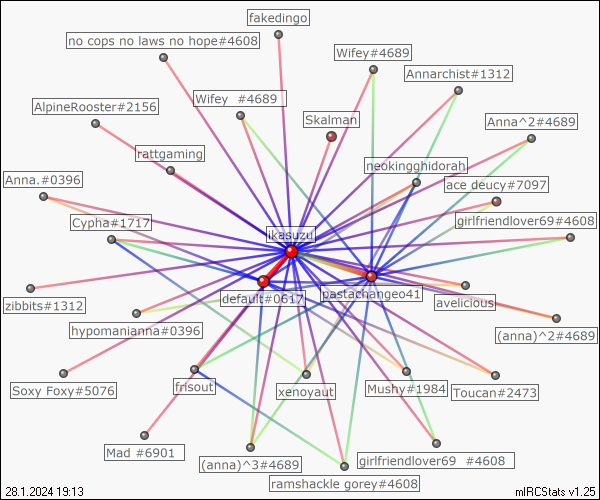 fakedingo
no cops no laws no hope#4608
Wifey#4689
Annarchist#1312
AlpineRooster#2156
Wifey  #4689
Skalman
Anna^2#4689
rattgaming
neokingghidorah
Anna.#0396
ace deucy#7097
Cypha#1717
girlfriendlover69#4608
ikasuzu
default#0617
pastachangeo41
zibbits#1312
avelicious
hypomanianna#0396
(anna)^2#4689
Soxy Foxy#5076
frisout
xenoyaut
Mushy#1984
Toucan#2473
Mad #6901
(anna)^3#4689
girlfriendlover69  #4608
ramshackle gorey#4608
28.1.2024 19:13
mIRCStats v1.25